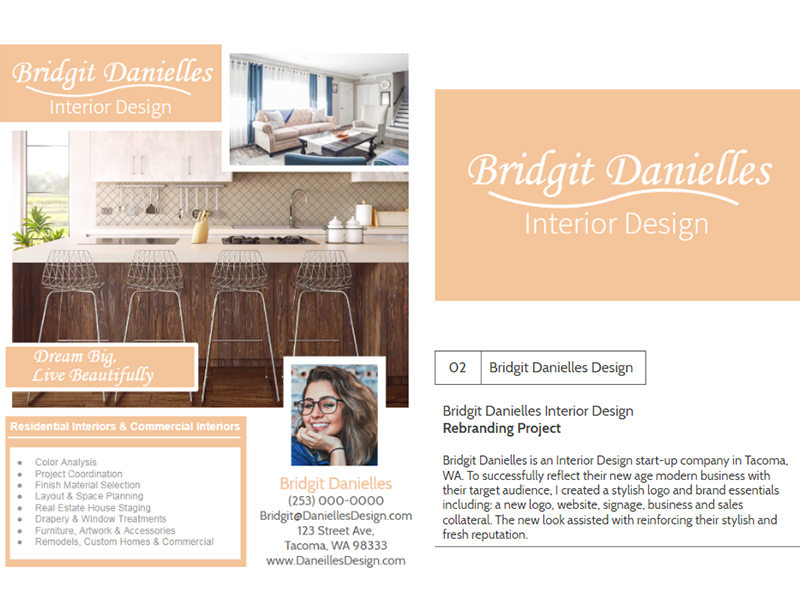 Bridgit Danielles
Interior Design
Dream Big,
Live Beautifully
Residential Interiors & Commercial Interiors
● Color Analysis
● Project Coordination
● Finish Material Selection
● Layout & Space Planning
● Real Estate House Staging
● Drapery & Window Treatments
● Furniture, Artwork & Accessories
● Remodels, Custom Homes & Commercial
Bridgit Danielles
(253) 000-0000
Bridgit@DaniellesDesign.com
123 Street Ave,
Tacoma, WA 98333
www.DaneillesDesign.com
Bridgit Danielles
Interior Design
02 Bridgit Danielles Design
Bridgit Danielles Interior Design
Rebranding Project
Bridgit Danielles is an Interior Design start-up company in Tacoma,
WA. To successfully reflect their new age modern business with
their target audience, I created a stylish logo and brand essentials
including: a new logo, website, signage, business and sales
collateral. The new look assisted with reinforcing their stylish and
fresh reputation.